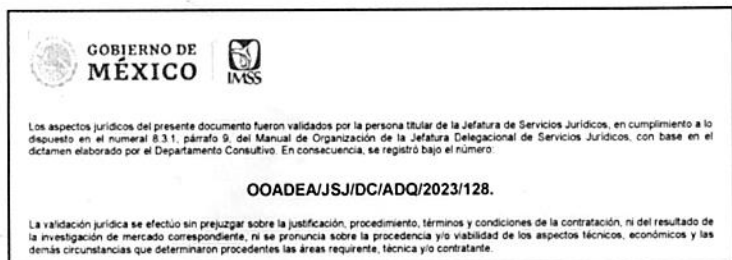 GOBIERNO DE
MÉXICO
IMSS
Los aspectos jurídicos del presente documento fueron validados por la persona titular de la Jefatura de Servicios Jurídicos, en cumplimiento a lo
dispuesto en el numeral 8.3.1, párrafo 9, del Manual de Organización de la Jefatura Delegacional de Servicios Jurídicos, con base en el
dictamen elaborado por el Departamento Consultivo. En consecuencia, se registró bajo el número:
OOADEA/JSJ/DC/ADQ/2023/128.
La validación jurídica se efectúo sin prejuzgar sobre la justificación, procedimiento, términos y condiciones de la contratación, ni del resultado de
la investigación de mercado correspondiente, ni se pronuncia sobre la procedencia y/o viabilidad de los aspectos técnicos, económicos y las
demás circunstancias que determinaron procedentes las áreas requirente, técnica y/o contratante.